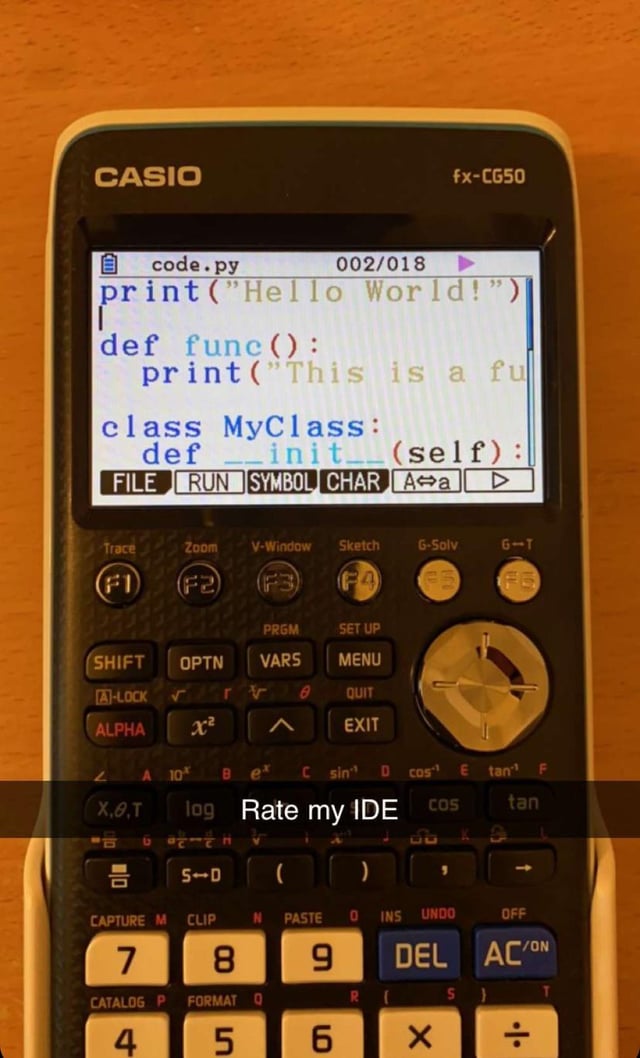 CASIO fx-CG50
code.py 002/018
print("Hello World!")
def func():
print("This is a fu
class MyClass:
def __init__(self):
FILE RUN SYMBOL CHAR A⇔a ▷
Trace Zoom V-Window Sketch G-Solv G↔T
F1 F2 F3 F4 F5 F6
PRGM SET UP
SHIFT OPTN VARS MENU
[A]-LOCK √ r ∛ θ QUIT
ALPHA x² ^ EXIT
∠ A 10ˣ B eˣ C sin⁻¹ D cos⁻¹ E tan⁻¹ F
X,θ,T log cos tan
Rate my IDE
G H I J K L
S↔D ( ) , →
CAPTURE M CLIP N PASTE O INS UNDO OFF
7 8 9 DEL AC/ON
CATALOG P FORMAT Q R { S } T
4 5 6 × ÷